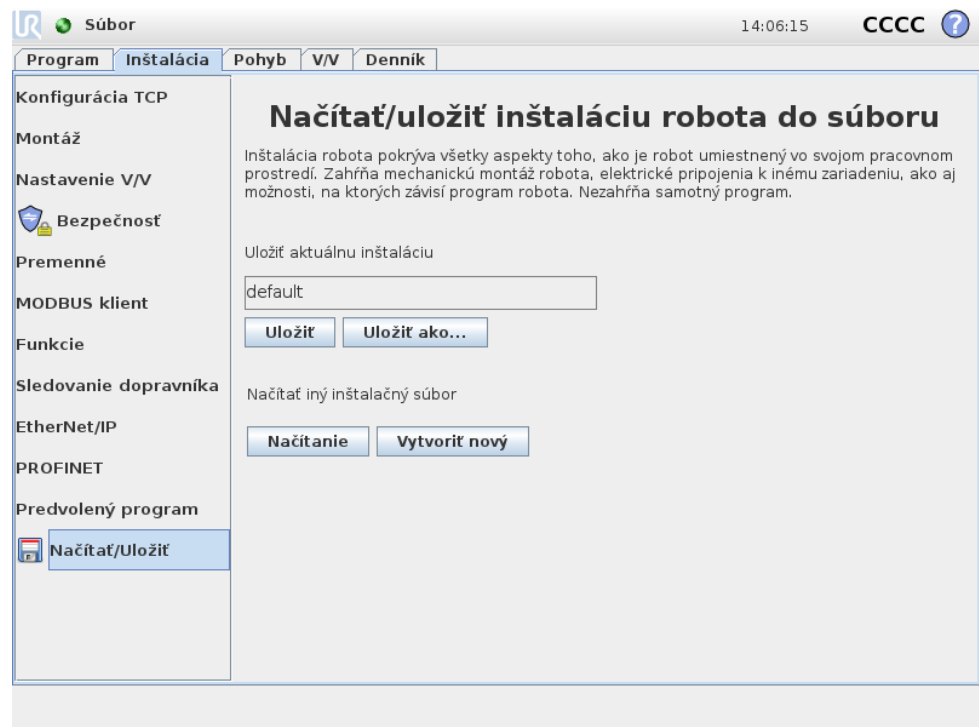 UR
Súbor
14:06:15
CCCC
?
Program
Inštalácia
Pohyb
V/V
Denník
Konfigurácia TCP
Montáž
Nastavenie V/V
Bezpečnosť
Premenné
MODBUS klient
Funkcie
Sledovanie dopravníka
EtherNet/IP
PROFINET
Predvolený program
Načítať/Uložiť
Načítať/uložiť inštaláciu robota do súboru
Inštalácia robota pokrýva všetky aspekty toho, ako je robot umiestnený vo svojom pracovnom
prostredí. Zahŕňa mechanickú montáž robota, elektrické pripojenia k inému zariadeniu, ako aj
možnosti, na ktorých závisí program robota. Nezahŕňa samotný program.
Uložiť aktuálnu inštaláciu
default
Uložiť
Uložiť ako...
Načítať iný inštalačný súbor
Načítanie
Vytvoriť nový